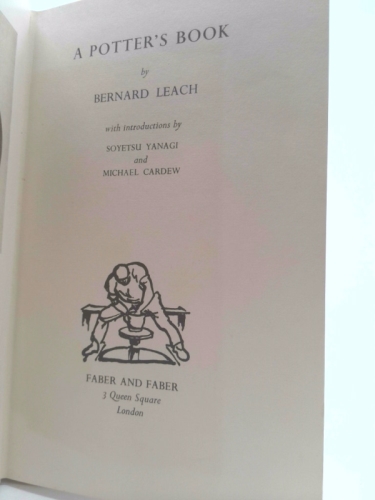 A POTTER'S BOOK
by
BERNARD LEACH
with introductions by
SOYETSU YANAGI
and
MICHAEL CARDEW
FABER AND FABER
3 Queen Square
London